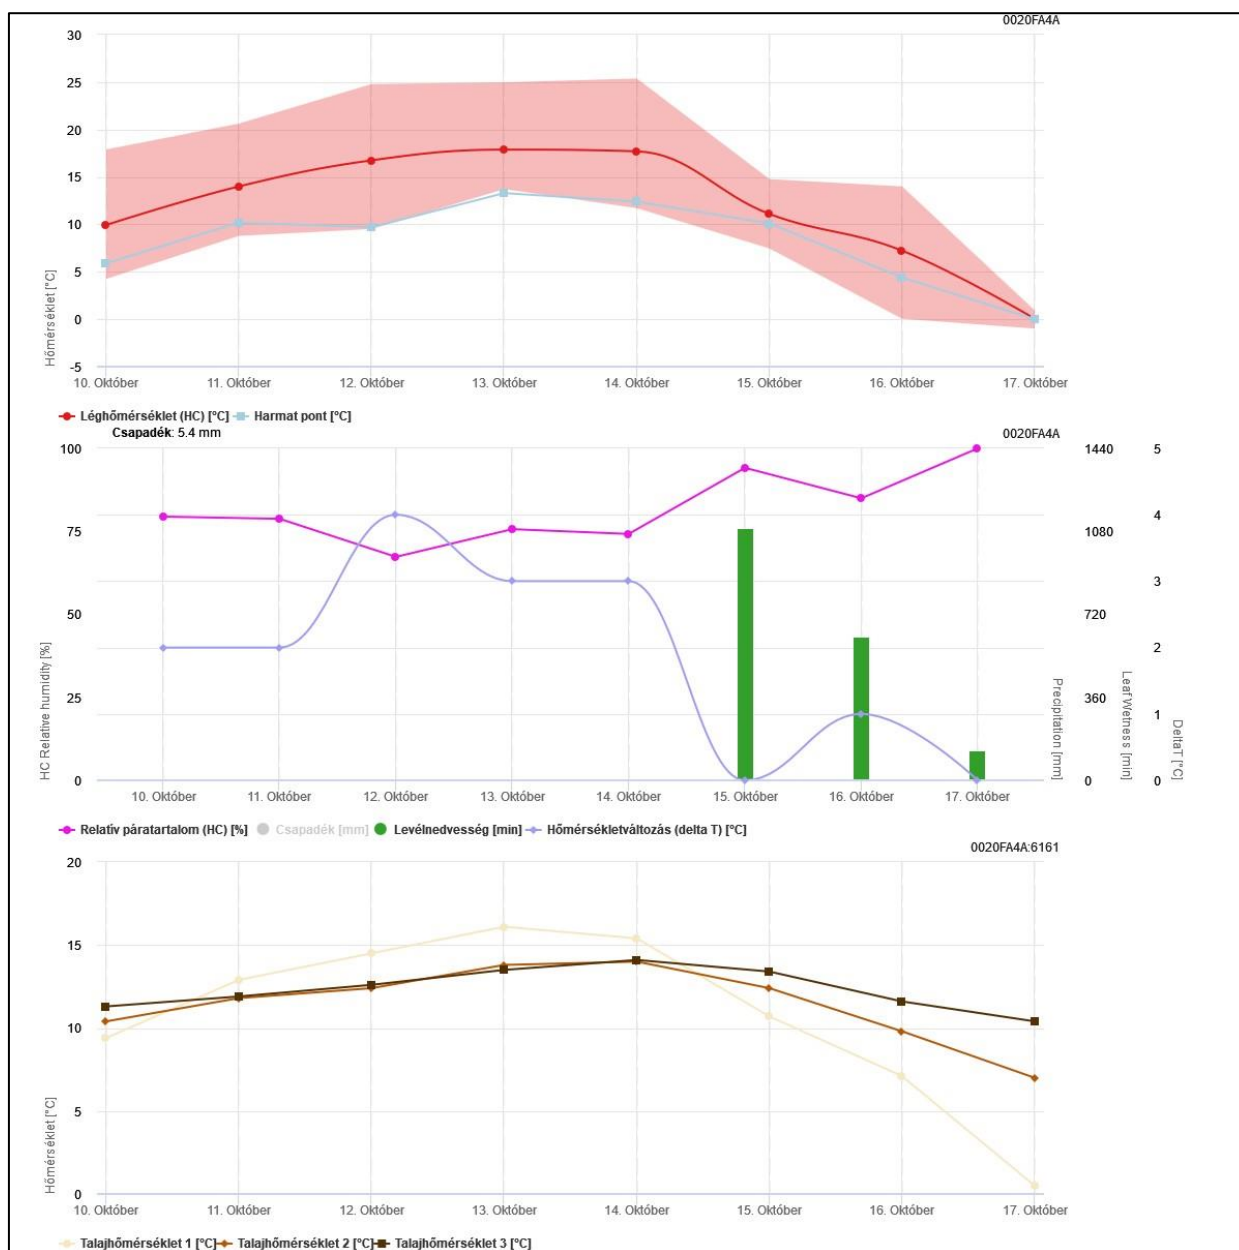 0020FA4A
30
25
20
15
10
5
0
-5
Hőmérséklet [°C]
10. Október 11. Október 12. Október 13. Október 14. Október 15. Október 16. Október 17. Október
Léghőmérséklet (HC) [°C] Harmat pont [°C]
Csapadék: 5.4 mm 0020FA4A
100 1440 5
4
75 1080
3
50 720
2
25 360
1
0 0 0
HC Relative humidity [%]
Precipitation [mm]
Leaf Wetness [min]
DeltaT [°C]
10. Október 11. Október 12. Október 13. Október 14. Október 15. Október 16. Október 17. Október
Relatív páratartalom (HC) [%] Csapadék [mm] Levélnedvesség [min] Hőmérsékletváltozás (delta T) [°C]
0020FA4A:6161
20
15
10
5
0
Hőmérséklet [°C]
10. Október 11. Október 12. Október 13. Október 14. Október 15. Október 16. Október 17. Október
Talajhőmérséklet 1 [°C] Talajhőmérséklet 2 [°C] Talajhőmérséklet 3 [°C]